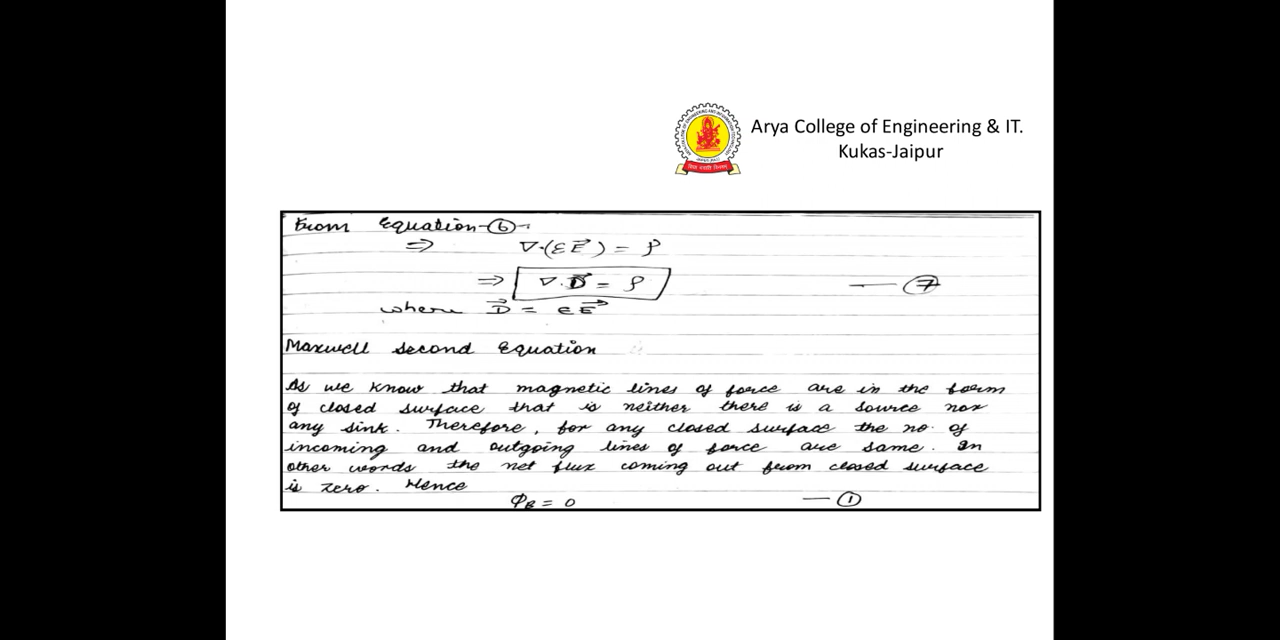 Arya College of Engineering & IT.
Kukas-Jaipur
From Equation-⑥:-
⇒ ∇·(εE⃗) = ρ
⇒ ∇·D⃗ = ρ —⑦
where D⃗ = εE⃗
Maxwell second Equation
As we know that magnetic lines of force are in the form
of closed surface that is neither there is a source nor
any sink. Therefore, for any closed surface the no. of
incoming and outgoing lines of force are same. In
other words the net flux coming out from closed surface
is zero. Hence
φ_B = 0 —①